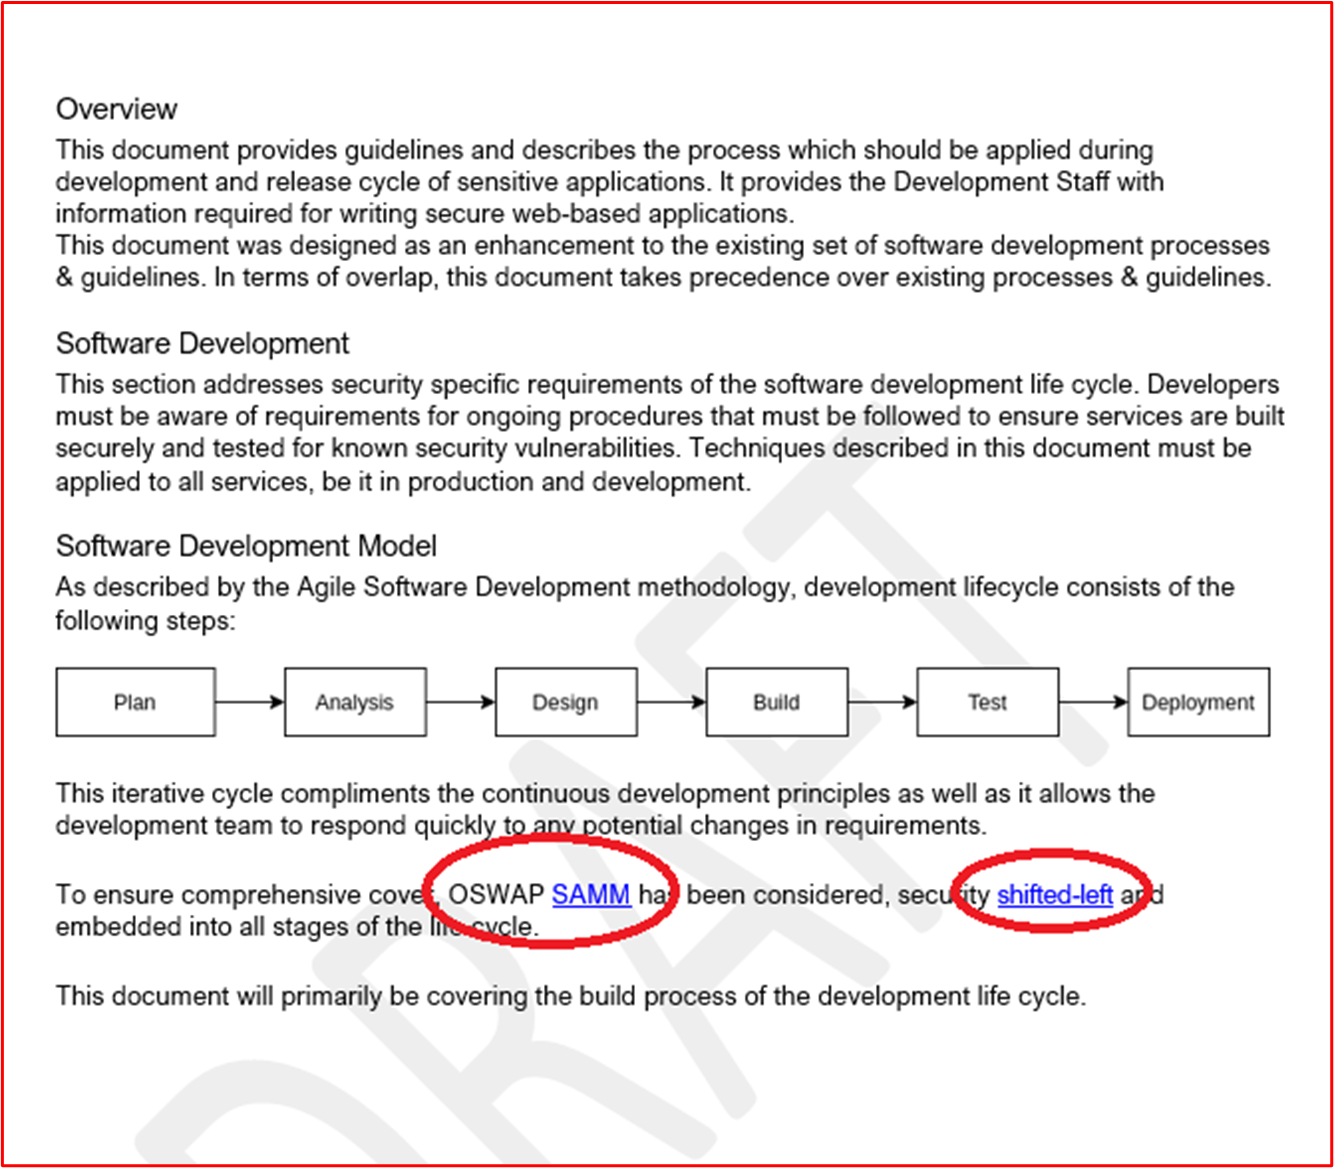 Overview
This document provides guidelines and describes the process which should be applied during
development and release cycle of sensitive applications. It provides the Development Staff with
information required for writing secure web-based applications.
This document was designed as an enhancement to the existing set of software development processes
& guidelines. In terms of overlap, this document takes precedence over existing processes & guidelines.
Software Development
This section addresses security specific requirements of the software development life cycle. Developers
must be aware of requirements for ongoing procedures that must be followed to ensure services are built
securely and tested for known security vulnerabilities. Techniques described in this document must be
applied to all services, be it in production and development.
Software Development Model
As described by the Agile Software Development methodology, development lifecycle consists of the
following steps:
Plan
Analysis
Design
Build
Test
Deployment
This iterative cycle compliments the continuous development principles as well as it allows the
development team to respond quickly to any potential changes in requirements.
To ensure comprehensive cover, OSWAP SAMM has been considered, security shifted-left and
embedded into all stages of the life cycle.
This document will primarily be covering the build process of the development life cycle.
DRAFT